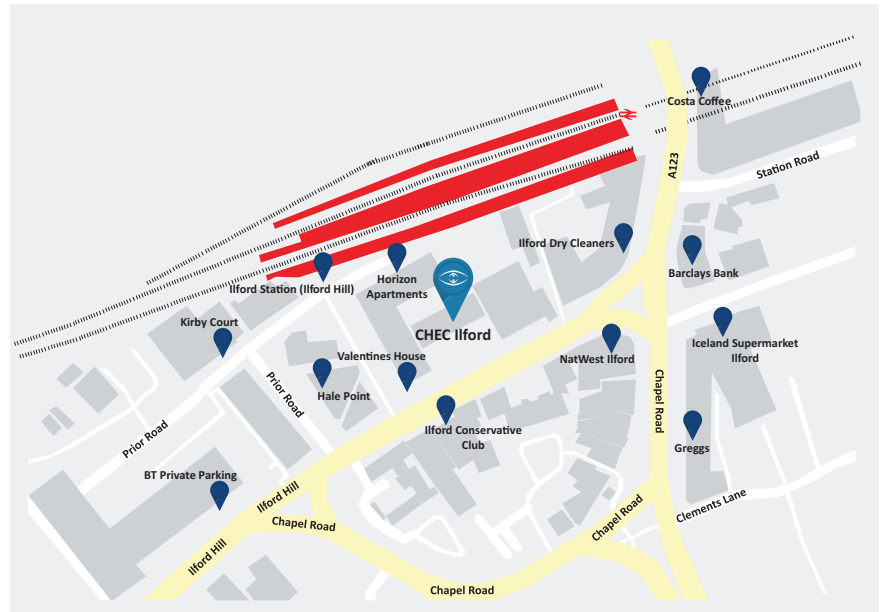 Costa Coffee
A123
Station Road
Ilford Dry Cleaners
Barclays Bank
Ilford Station (Ilford Hill)
Horizon
Apartments
CHEC Ilford
Kirby Court
Iceland Supermarket
Ilford
NatWest Ilford
Valentines House
Hale Point
Prior Road
Chapel Road
Ilford Conservative
Club
Prior Road
Greggs
BT Private Parking
Ilford Hill
Clements Lane
Chapel Road
Chapel Road
Ilford Hill
Chapel Road